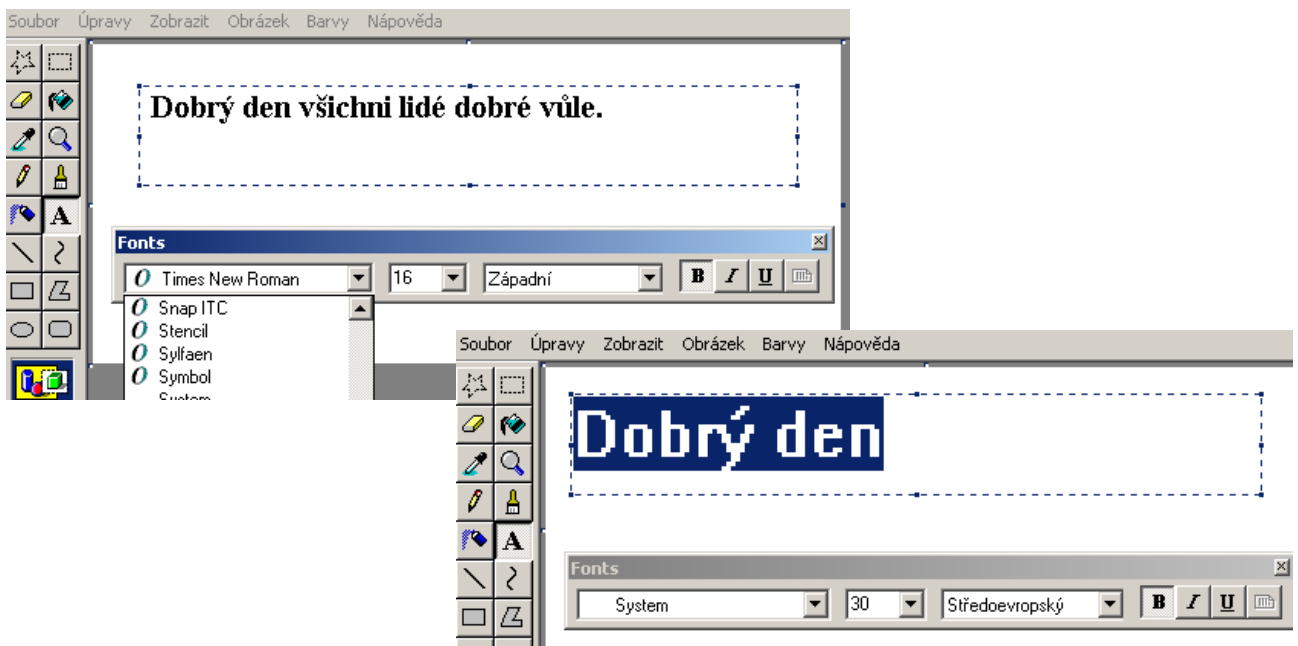 Soubor Úpravy Zobrazit Obrázek Barvy Nápověda
Dobrý den všichni lidé dobré vůle.
A
Fonts
O Times New Roman 16 Západní B I U
O Snap ITC
O Stencil
O Sylfaen
O Symbol
System
Soubor Úpravy Zobrazit Obrázek Barvy Nápověda
Dobrý den
A
Fonts
System 30 Středoevropský B I U